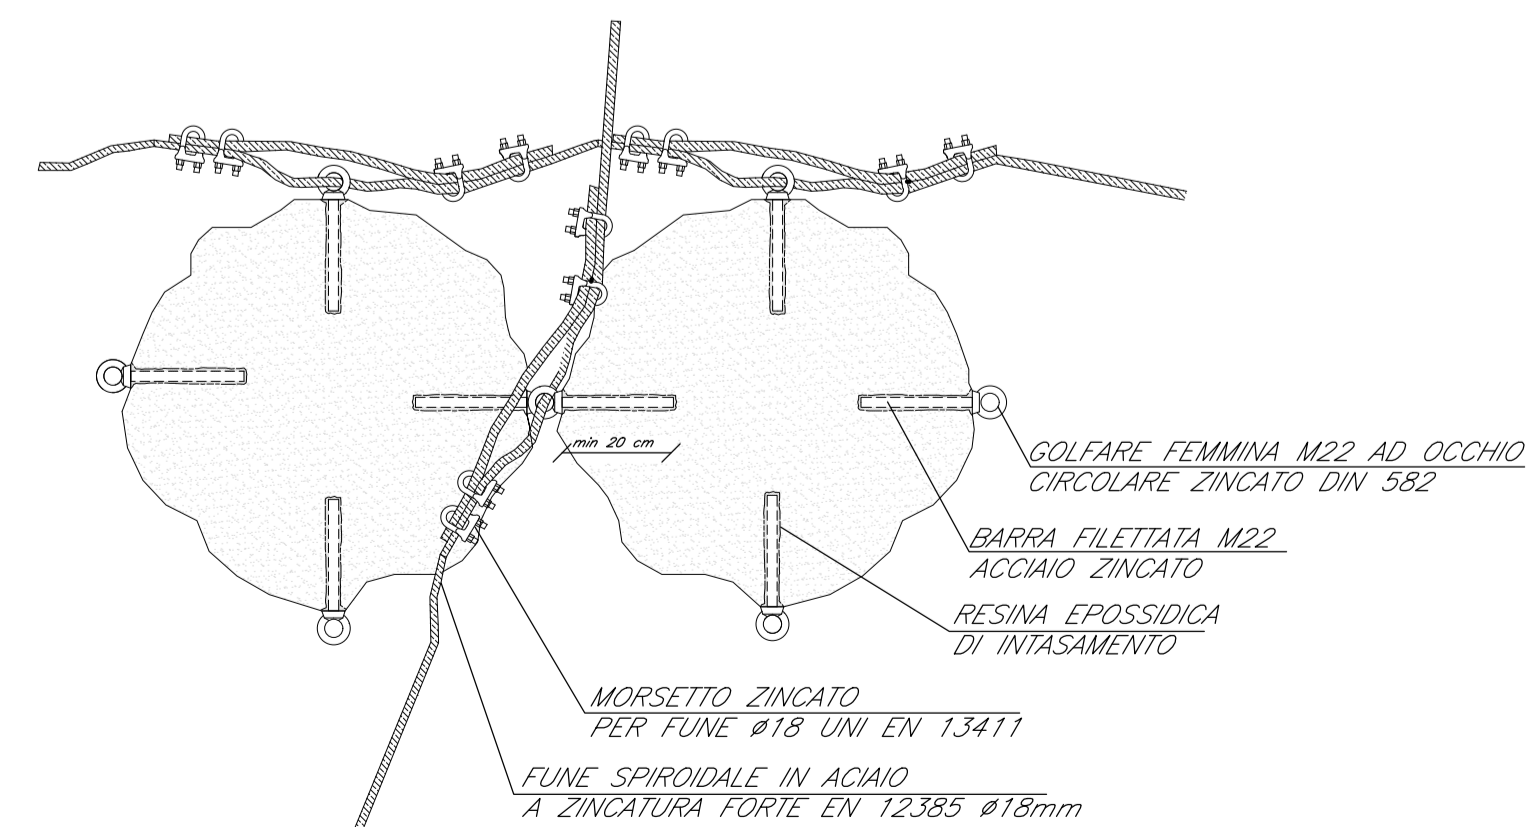 min 20 cm
GOLFARE FEMMINA M22 AD OCCHIO
CIRCOLARE ZINCATO DIN 582
BARRA FILETTATA M22
ACCIAIO ZINCATO
RESINA EPOSSIDICA
DI INTASAMENTO
MORSETTO ZINCATO
PER FUNE ø18 UNI EN 13411
FUNE SPIROIDALE IN ACIAIO
A ZINCATURA FORTE EN 12385 ø18mm